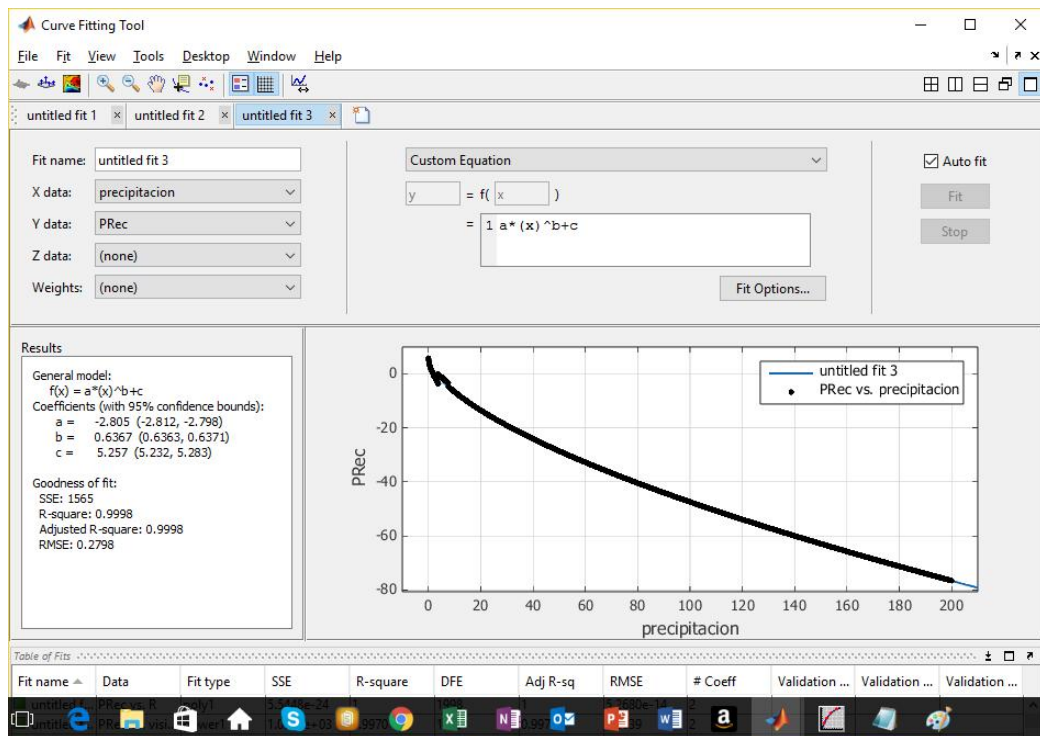 Curve Fitting Tool
File Fit View Tools Desktop Window Help
untitled fit 1 × untitled fit 2 × untitled fit 3 ×
Fit name: untitled fit 3
X data: precipitacion
Y data: PRec
Z data: (none)
Weights: (none)
Custom Equation
y = f( x )
= 1 a*(x)^b+c
Fit Options...
Auto fit
Fit
Stop
Results
General model:
f(x) = a*(x)^b+c
Coefficients (with 95% confidence bounds):
a = -2.805 (-2.812, -2.798)
b = 0.6367 (0.6363, 0.6371)
c = 5.257 (5.232, 5.283)
Goodness of fit:
SSE: 1565
R-square: 0.9998
Adjusted R-square: 0.9998
RMSE: 0.2798
untitled fit 3
PRec vs. precipitacion
0
-20
-40
-60
-80
PRec
0 20 40 60 80 100 120 140 160 180 200
precipitacion
Table of Fits
Fit name Data Fit type SSE R-square DFE Adj R-sq RMSE # Coeff Validation ... Validation ... Validation ...